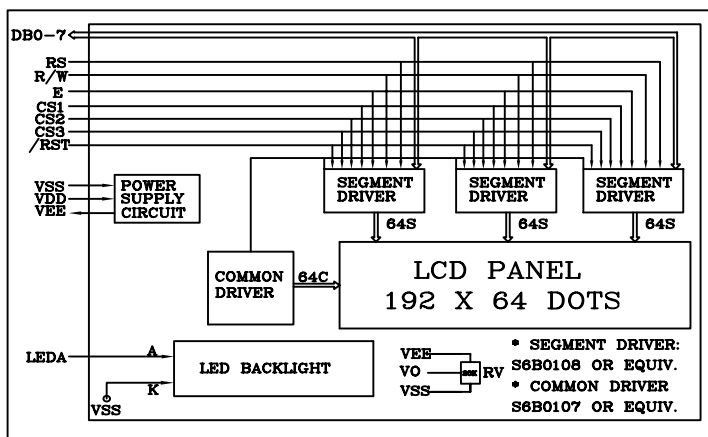 DB0-7
RS
R/W
E
CS1
CS2
CS3
/RST
VSS
VDD
VEE
POWER
SUPPLY
CIRCUIT
SEGMENT
DRIVER
SEGMENT
DRIVER
SEGMENT
DRIVER
64S
64S
64S
COMMON
DRIVER
64C
LCD PANEL
192 X 64 DOTS
LEDA
A
K
VSS
LED BACKLIGHT
VEE
VO
VSS
RV
* SEGMENT DRIVER:
S6B0108 OR EQUIV.
* COMMON DRIVER
S6B0107 OR EQUIV.